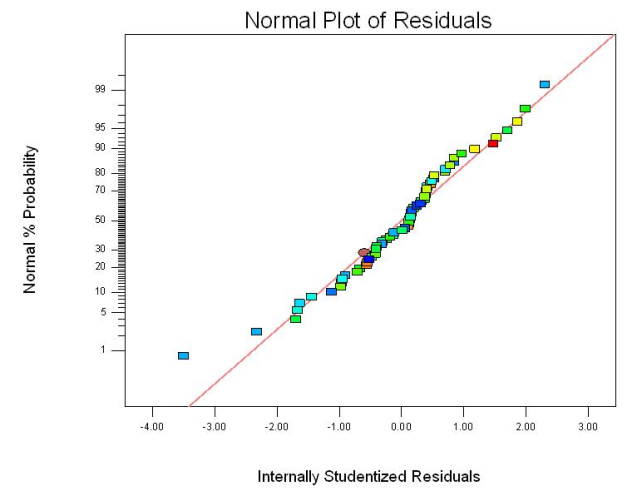 Normal Plot of Residuals
Normal % Probability
99
95
90
80
70
50
30
20
10
5
1
-4.00 -3.00 -2.00 -1.00 0.00 1.00 2.00 3.00
Internally Studentized Residuals